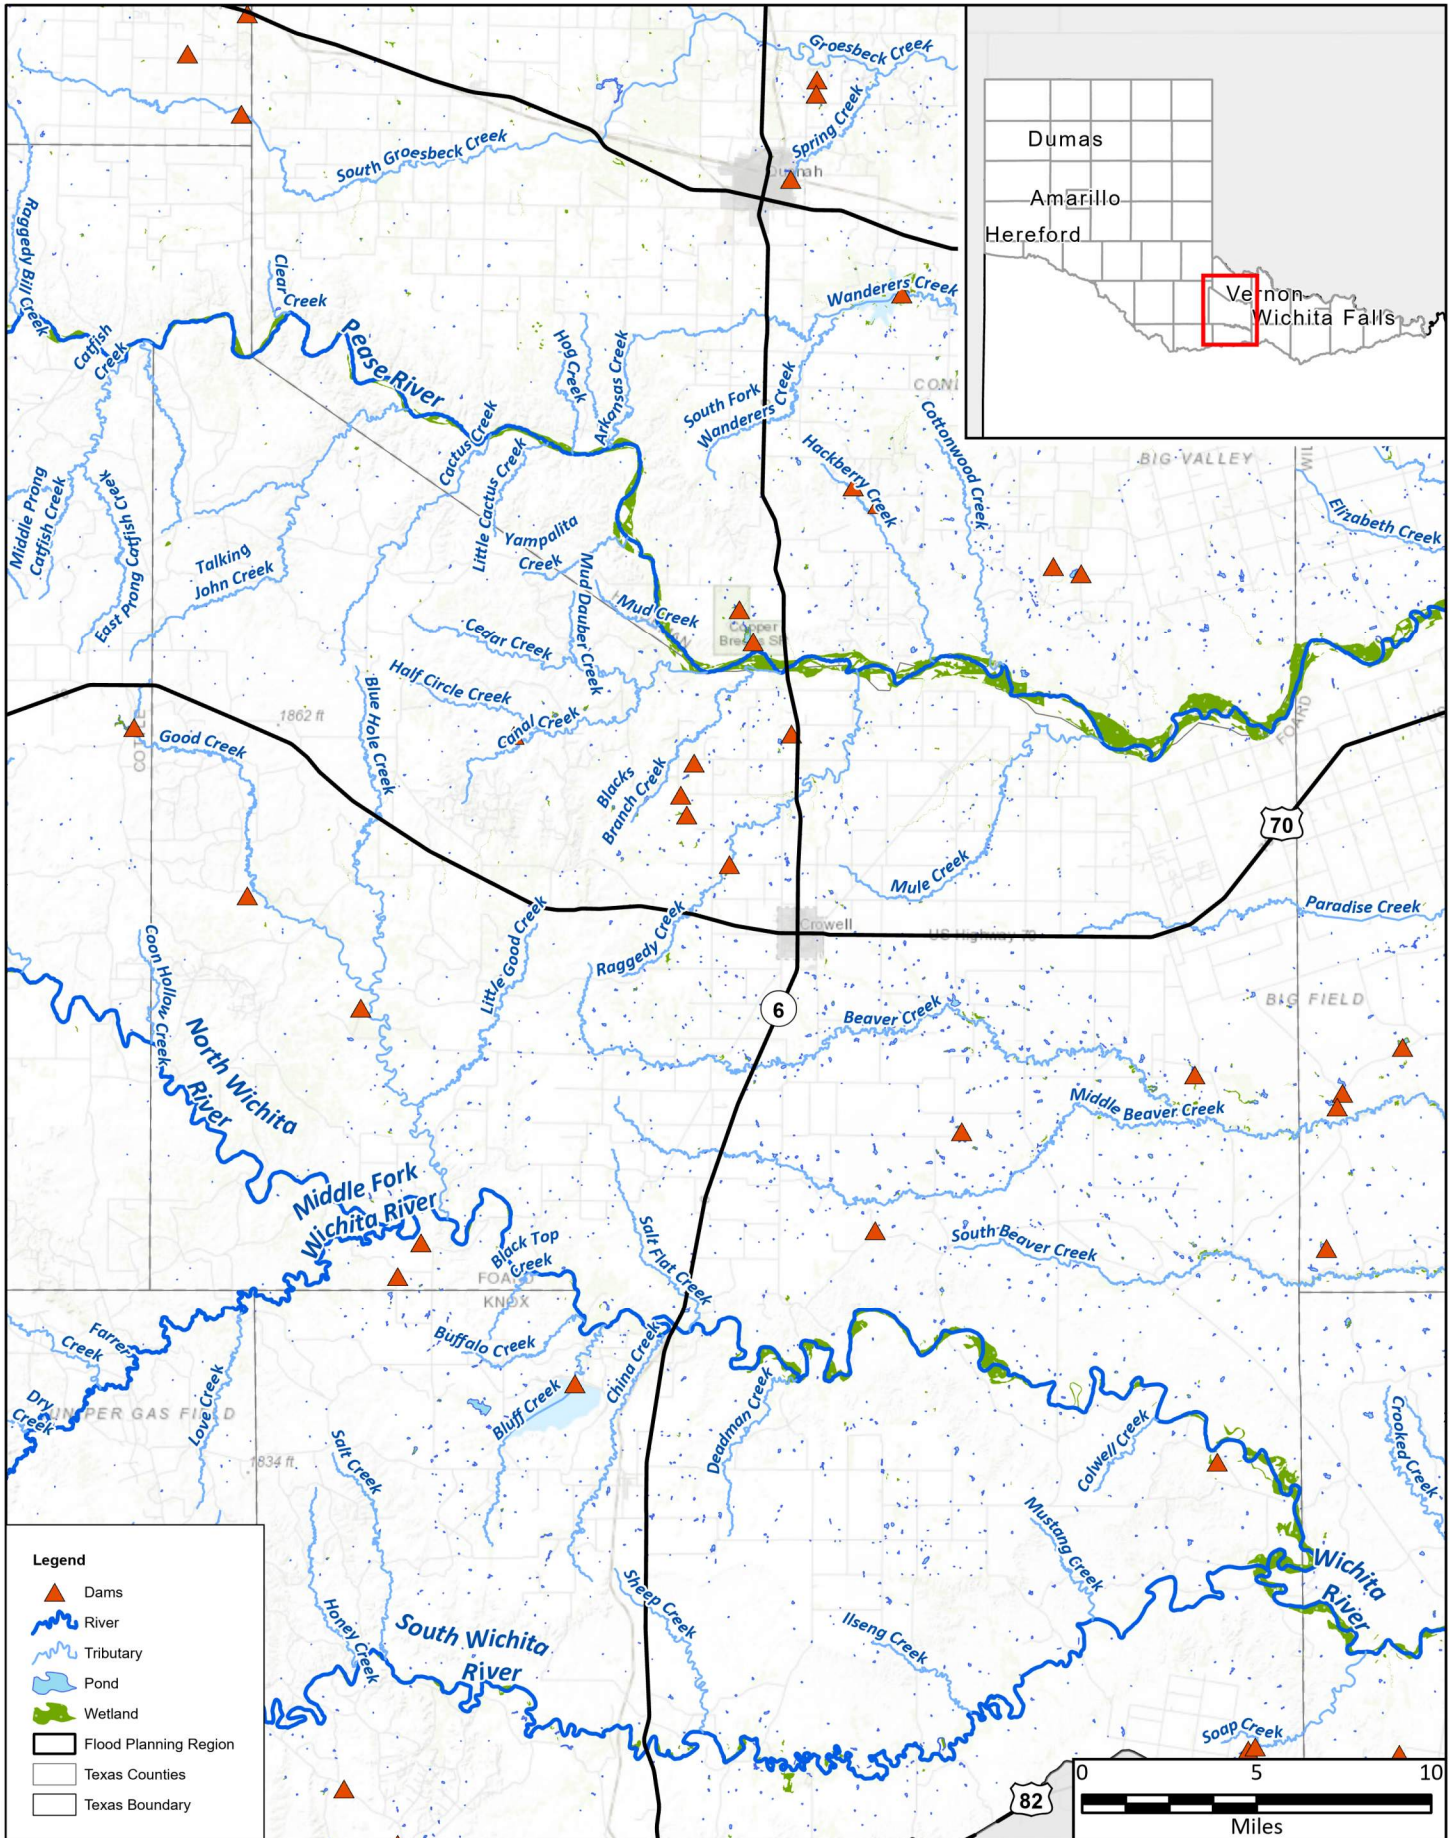 Groesbeck Creek
Spring Creek
South Groesbeck Creek
Raggedy Bill Creek
Clear
Creek
Catfish
Creek
Pease River
Hog Creek
Arkansas Creek
Wanderers Creek
South Fork
Wanderers Creek
Cactus Creek
Little Cactus Creek
Hackberry Creek
Cottonwood Creek
BIG VALLEY
Elizabeth Creek
Middle Prong
Catfish Creek
East Prong Catfish Creek
Talking
John Creek
Yampalita
Creek
Mud Dauber Creek
Mud Creek
Cedar Creek
Half Circle Creek
Canal Creek
Blue Hole Creek
1862 ft
Good Creek
Blacks
Branch Creek
FOARD
70
Mule Creek
Paradise Creek
Crowell
US Highway 70
Raggedy Creek
Little Good Creek
Coon Hollow Creek
BIG FIELD
6
Beaver Creek
North Wichita
River
Middle Beaver Creek
Middle Fork
Wichita River
Black Top
Creek
KNOX
Salt Flat Creek
South Beaver Creek
Farrer
Creek
Buffalo Creek
China Creek
Bluff Creek
Love Creek
Dry
Creek
GAS FIELD
1834 ft
Salt Creek
Deadman Creek
Colwell Creek
Crooked Creek
Mustang Creek
Wichita
River
Honey Creek
South Wichita
River
Sheep Creek
Ilseng Creek
Soap Creek
82
Dumas
Amarillo
Hereford
Vernon
Wichita Falls
Legend
Dams
River
Tributary
Pond
Wetland
Flood Planning Region
Texas Counties
Texas Boundary
0 5 10
Miles